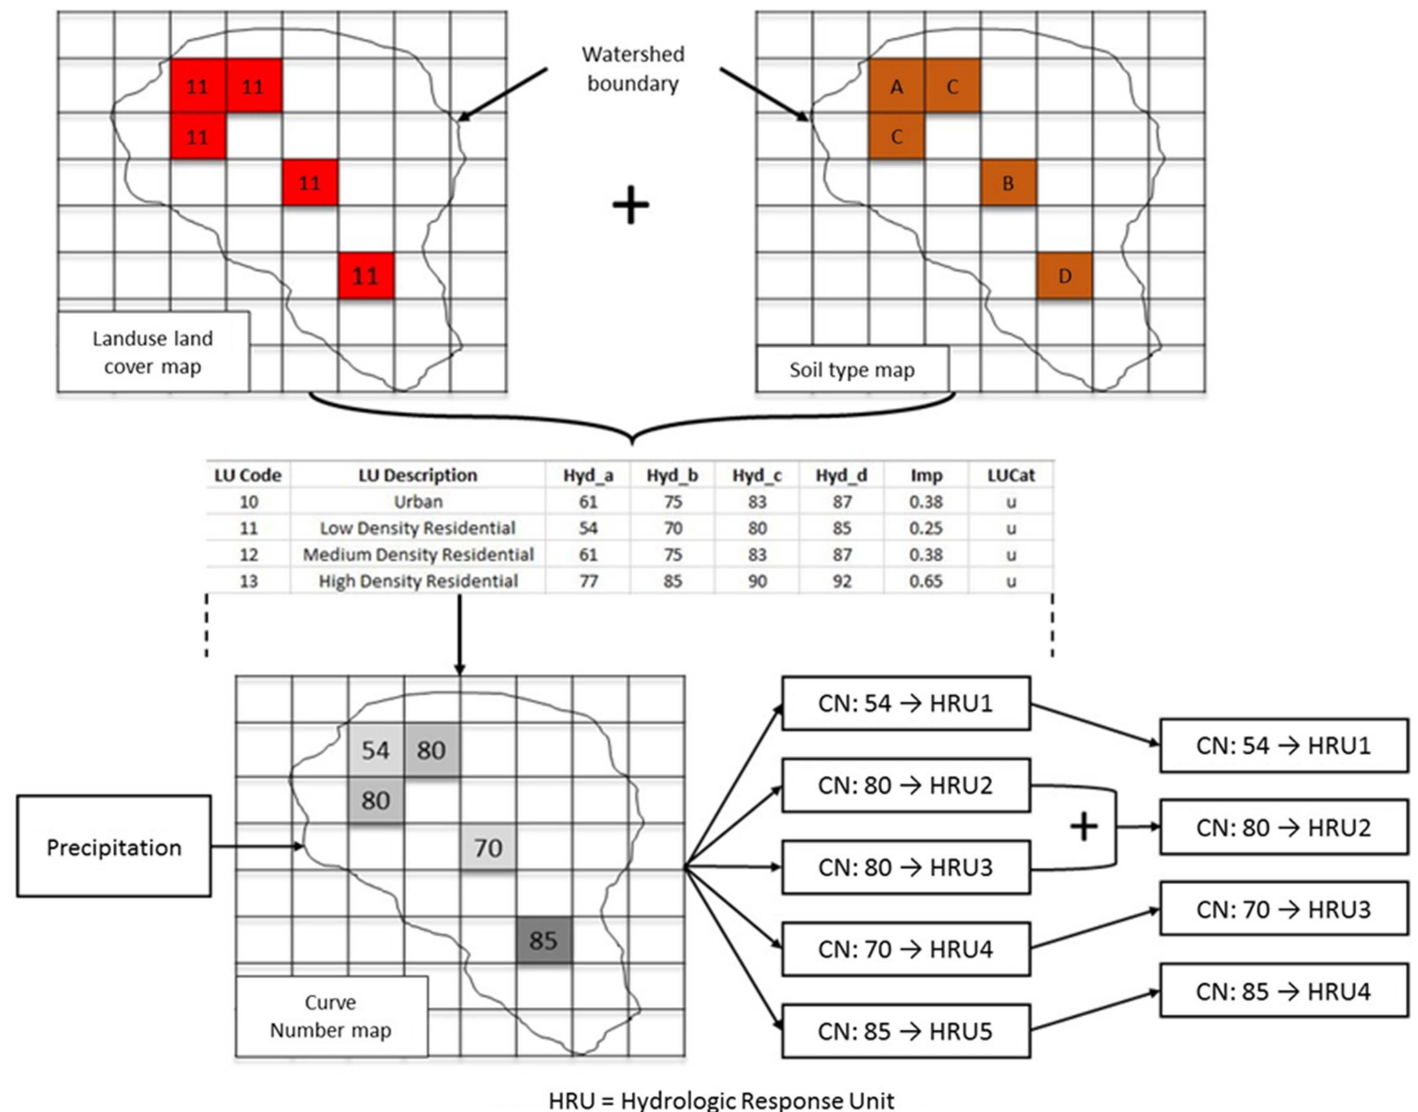 Watershed
boundary
11 11
11
11
11
Landuse land
cover map
+
A C
C
B
D
Soil type map
LU Code LU Description Hyd_a Hyd_b Hyd_c Hyd_d Imp LUCat
10 Urban 61 75 83 87 0.38 u
11 Low Density Residential 54 70 80 85 0.25 u
12 Medium Density Residential 61 75 83 87 0.38 u
13 High Density Residential 77 85 90 92 0.65 u
Precipitation
54 80
80
70
85
Curve
Number map
CN: 54 → HRU1
CN: 80 → HRU2
CN: 80 → HRU3
CN: 70 → HRU4
CN: 85 → HRU5
+
CN: 54 → HRU1
CN: 80 → HRU2
CN: 70 → HRU3
CN: 85 → HRU4
HRU = Hydrologic Response Unit